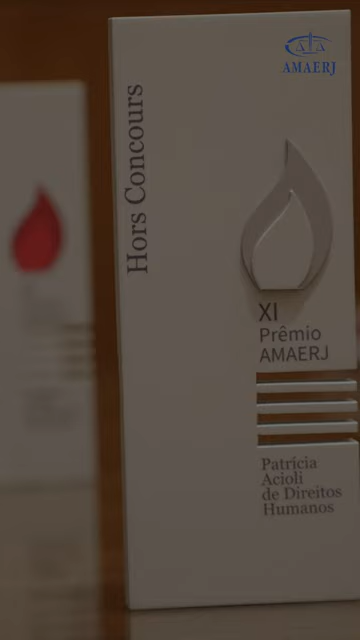 AMAERJ
Hors Concours
XI
Prêmio
AMAERJ
Patrícia
Acioli
de Direitos
Humanos